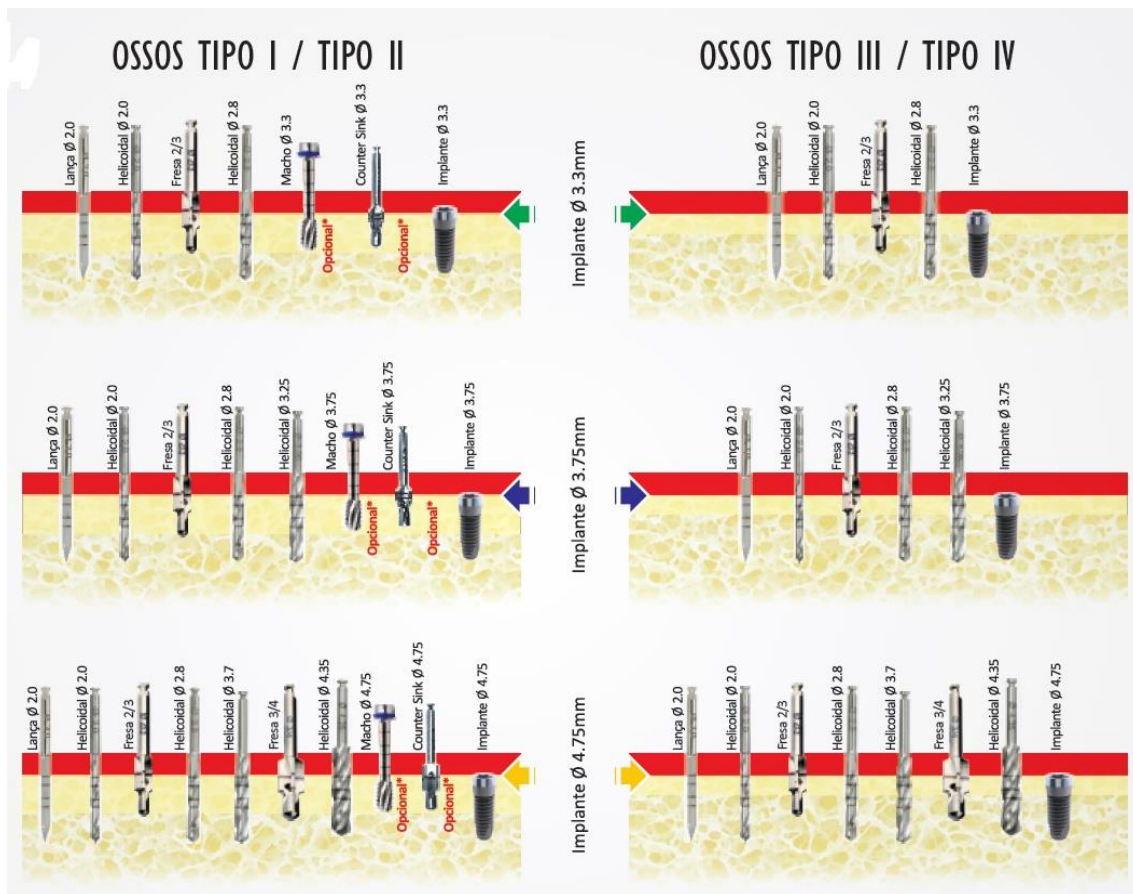 OSSOS TIPO I / TIPO II
OSSOS TIPO III / TIPO IV
Lança Ø 2.0
Helicoidal Ø 2.0
Fresa 2/3
Helicoidal Ø 2.8
Macho Ø 3.3
Opcional*
Counter Sink Ø 3.3
Opcional*
Implante Ø 3.3
Implante Ø 3.3mm
Lança Ø 2.0
Helicoidal Ø 2.0
Fresa 2/3
Helicoidal Ø 2.8
Implante Ø 3.3
Lança Ø 2.0
Helicoidal Ø 2.0
Fresa 2/3
Helicoidal Ø 2.8
Helicoidal Ø 3.25
Macho Ø 3.75
Opcional*
Counter Sink Ø 3.75
Opcional*
Implante Ø 3.75
Implante Ø 3.75mm
Lança Ø 2.0
Helicoidal Ø 2.0
Fresa 2/3
Helicoidal Ø 2.8
Helicoidal Ø 3.25
Implante Ø 3.75
Lança Ø 2.0
Helicoidal Ø 2.0
Fresa 2/3
Helicoidal Ø 2.8
Helicoidal Ø 3.7
Fresa 3/4
Helicoidal Ø 4.35
Macho Ø 4.75
Opcional*
Counter Sink Ø 4.75
Opcional*
Implante Ø 4.75
Implante Ø 4.75mm
Lança Ø 2.0
Helicoidal Ø 2.0
Fresa 2/3
Helicoidal Ø 2.8
Helicoidal Ø 3.7
Fresa 3/4
Helicoidal Ø 4.35
Implante Ø 4.75